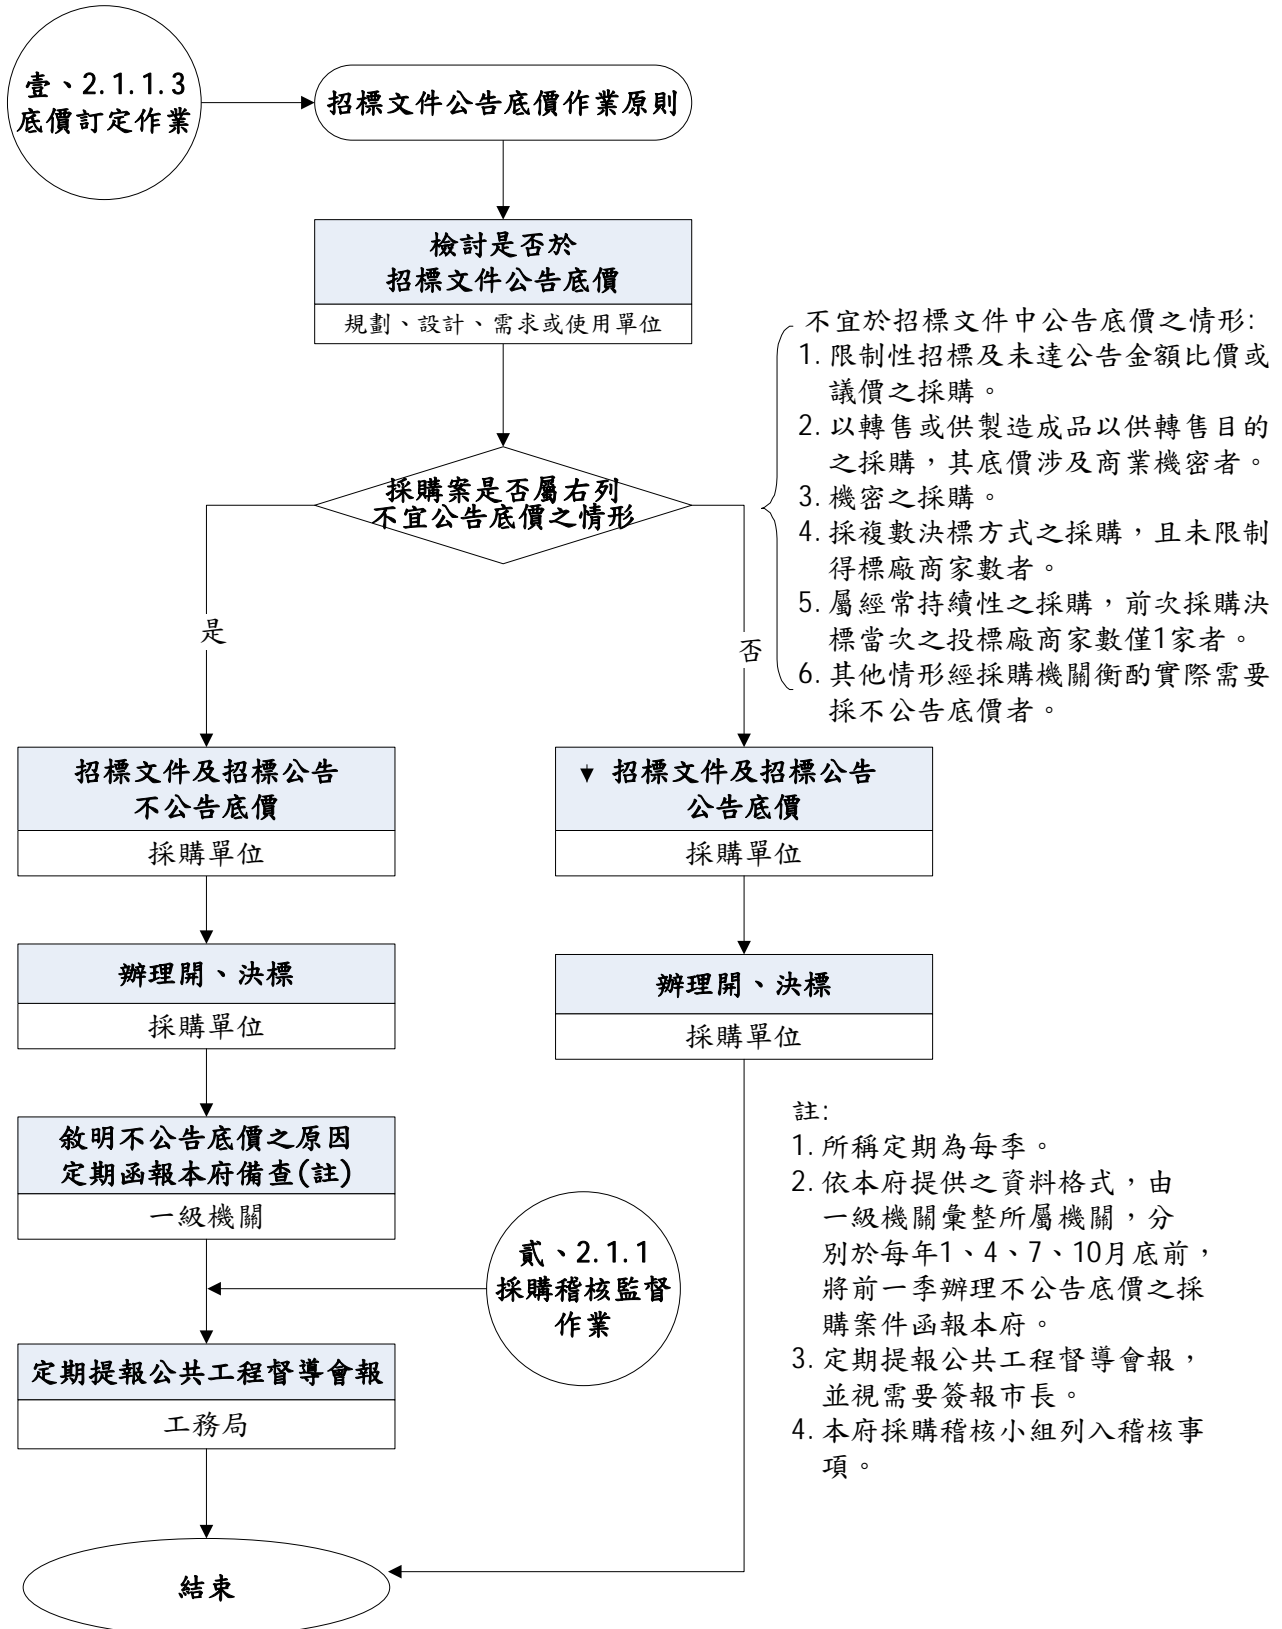 壹、2.1.1.3
底價訂定作業
招標文件公告底價作業原則
檢討是否於
招標文件公告底價
規劃、設計、需求或使用單位
不宜於招標文件中公告底價之情形:
1.限制性招標及未達公告金額比價或
議價之採購。
2.以轉售或供製造成品以供轉售目的
之採購，其底價涉及商業機密者。
3.機密之採購。
4.採複數決標方式之採購，且未限制
得標廠商家數者。
5.屬經常持續性之採購，前次採購決
標當次之投標廠商家數僅1家者。
6.其他情形經採購機關衡酌實際需要
採不公告底價者。
採購案是否屬右列
不宜公告底價之情形
是
否
招標文件及招標公告
不公告底價
採購單位
▼ 招標文件及招標公告
公告底價
採購單位
辦理開、決標
採購單位
辦理開、決標
採購單位
敘明不公告底價之原因
定期函報本府備查(註)
一級機關
貳、2.1.1
採購稽核監督
作業
定期提報公共工程督導會報
工務局
註:
1.所稱定期為每季。
2.依本府提供之資料格式，由
一級機關彙整所屬機關，分
別於每年1、4、7、10月底前，
將前一季辦理不公告底價之採
購案件函報本府。
3.定期提報公共工程督導會報，
並視需要簽報市長。
4.本府採購稽核小組列入稽核事
項。
結束